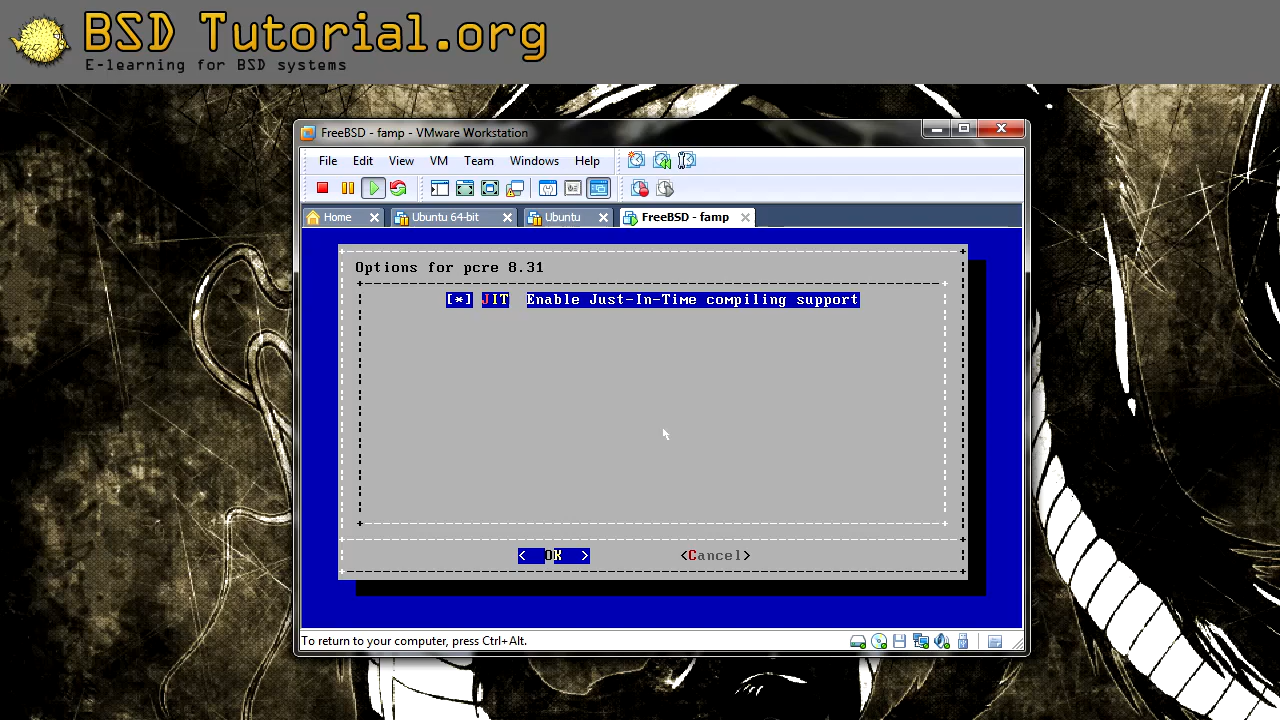 BSD Tutorial.org
E-learning for BSD systems
FreeBSD - famp - VMware Workstation
File Edit View VM Team Windows Help
Home Ubuntu 64-bit Ubuntu FreeBSD - famp
Options for pcre 8.31
[*] JIT Enable Just-In-Time compiling support
< OK > <Cancel>
To return to your computer, press Ctrl+Alt.